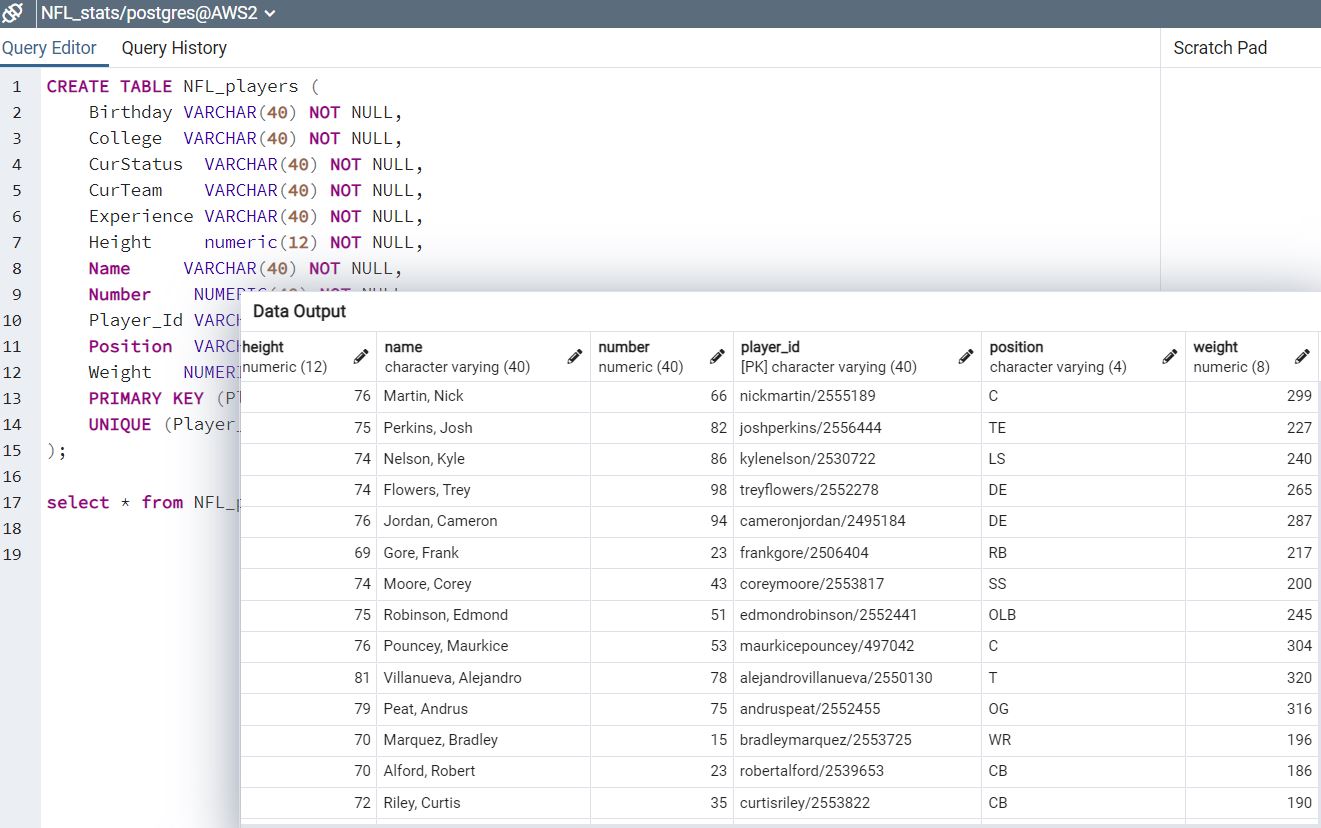 NFL_stats/postgres@AWS2
Query Editor Query History Scratch Pad
1 CREATE TABLE NFL_players (
2 Birthday VARCHAR(40) NOT NULL,
3 College VARCHAR(40) NOT NULL,
4 CurStatus VARCHAR(40) NOT NULL,
5 CurTeam VARCHAR(40) NOT NULL,
6 Experience VARCHAR(40) NOT NULL,
7 Height numeric(12) NOT NULL,
8 Name VARCHAR(40) NOT NULL,
9 Number NUMERIC(40) NOT NULL,
10 Player_Id VARCH
11 Position VARCH
12 Weight NUMER
13 PRIMARY KEY (Pl
14 UNIQUE (Player_
15 );
16
17 select * from NFL_p
18
19
Data Output
height name number player_id position weight
numeric (12) character varying (40) numeric (40) [PK] character varying (40) character varying (4) numeric (8)
76 Martin, Nick 66 nickmartin/2555189 C 299
75 Perkins, Josh 82 joshperkins/2556444 TE 227
74 Nelson, Kyle 86 kylenelson/2530722 LS 240
74 Flowers, Trey 98 treyflowers/2552278 DE 265
76 Jordan, Cameron 94 cameronjordan/2495184 DE 287
69 Gore, Frank 23 frankgore/2506404 RB 217
74 Moore, Corey 43 coreymoore/2553817 SS 200
75 Robinson, Edmond 51 edmondrobinson/2552441 OLB 245
76 Pouncey, Maurkice 53 maurkicepouncey/497042 C 304
81 Villanueva, Alejandro 78 alejandrovillanueva/2550130 T 320
79 Peat, Andrus 75 andruspeat/2552455 OG 316
70 Marquez, Bradley 15 bradleymarquez/2553725 WR 196
70 Alford, Robert 23 robertalford/2539653 CB 186
72 Riley, Curtis 35 curtisriley/2553822 CB 190